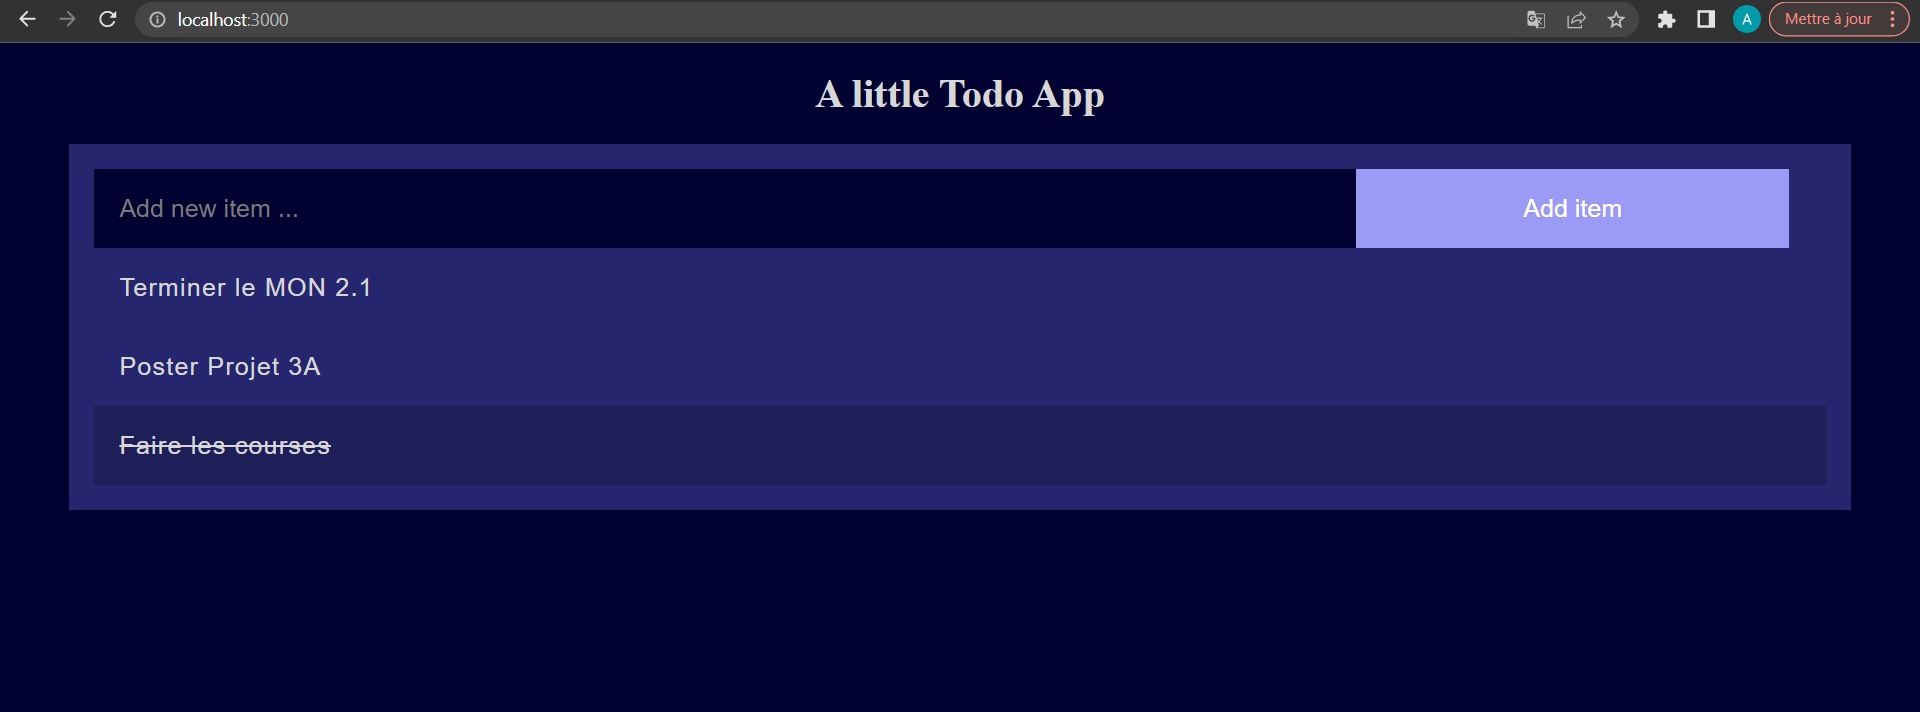 localhost:3000
A
Mettre à jour
A little Todo App
Add new item ...
Add item
Terminer le MON 2.1
Poster Projet 3A
Faire les courses